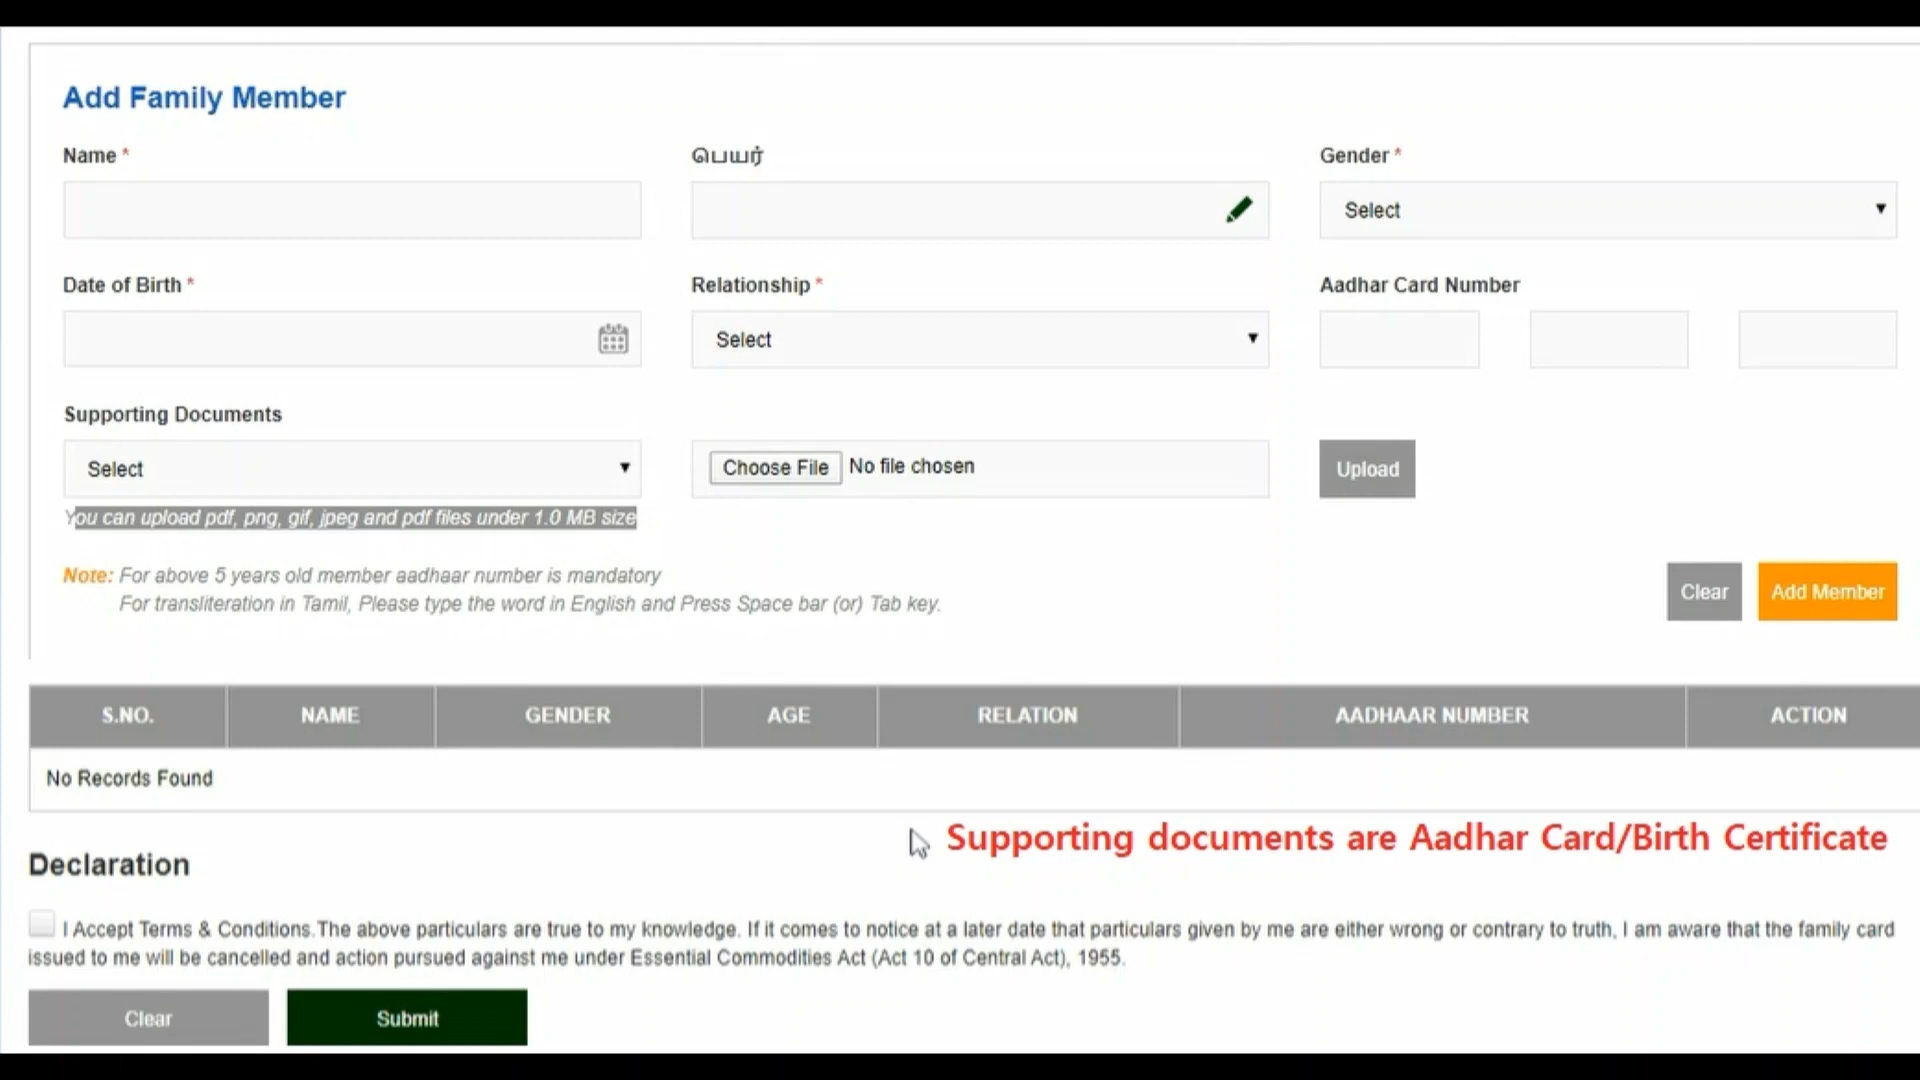 Add Family Member
Name *
பெயர்
Gender *
Select
Date of Birth *
Relationship *
Aadhar Card Number
Select
Supporting Documents
Select
Choose File No file chosen
Upload
You can upload pdf, png, gif, jpeg and pdf files under 1.0 MB size
Note: For above 5 years old member aadhaar number is mandatory
For transliteration in Tamil, Please type the word in English and Press Space bar (or) Tab key.
Clear
Add Member
S.NO. NAME GENDER AGE RELATION AADHAAR NUMBER ACTION
No Records Found
Supporting documents are Aadhar Card/Birth Certificate
Declaration
I Accept Terms & Conditions.The above particulars are true to my knowledge. If it comes to notice at a later date that particulars given by me are either wrong or contrary to truth, I am aware that the family card
issued to me will be cancelled and action pursued against me under Essential Commodities Act (Act 10 of Central Act), 1955.
Clear
Submit